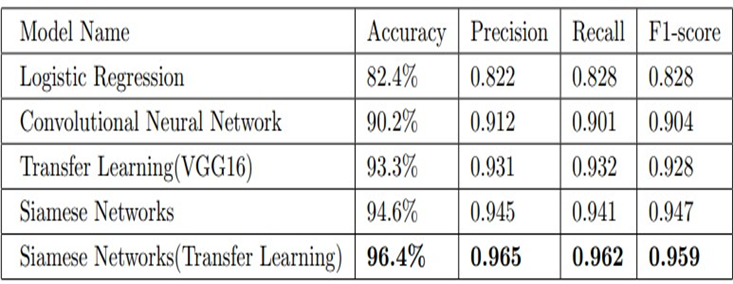 Model Name Accuracy Precision Recall F1-score
Logistic Regression 82.4% 0.822 0.828 0.828
Convolutional Neural Network 90.2% 0.912 0.901 0.904
Transfer Learning(VGG16) 93.3% 0.931 0.932 0.928
Siamese Networks 94.6% 0.945 0.941 0.947
Siamese Networks(Transfer Learning) 96.4% 0.965 0.962 0.959